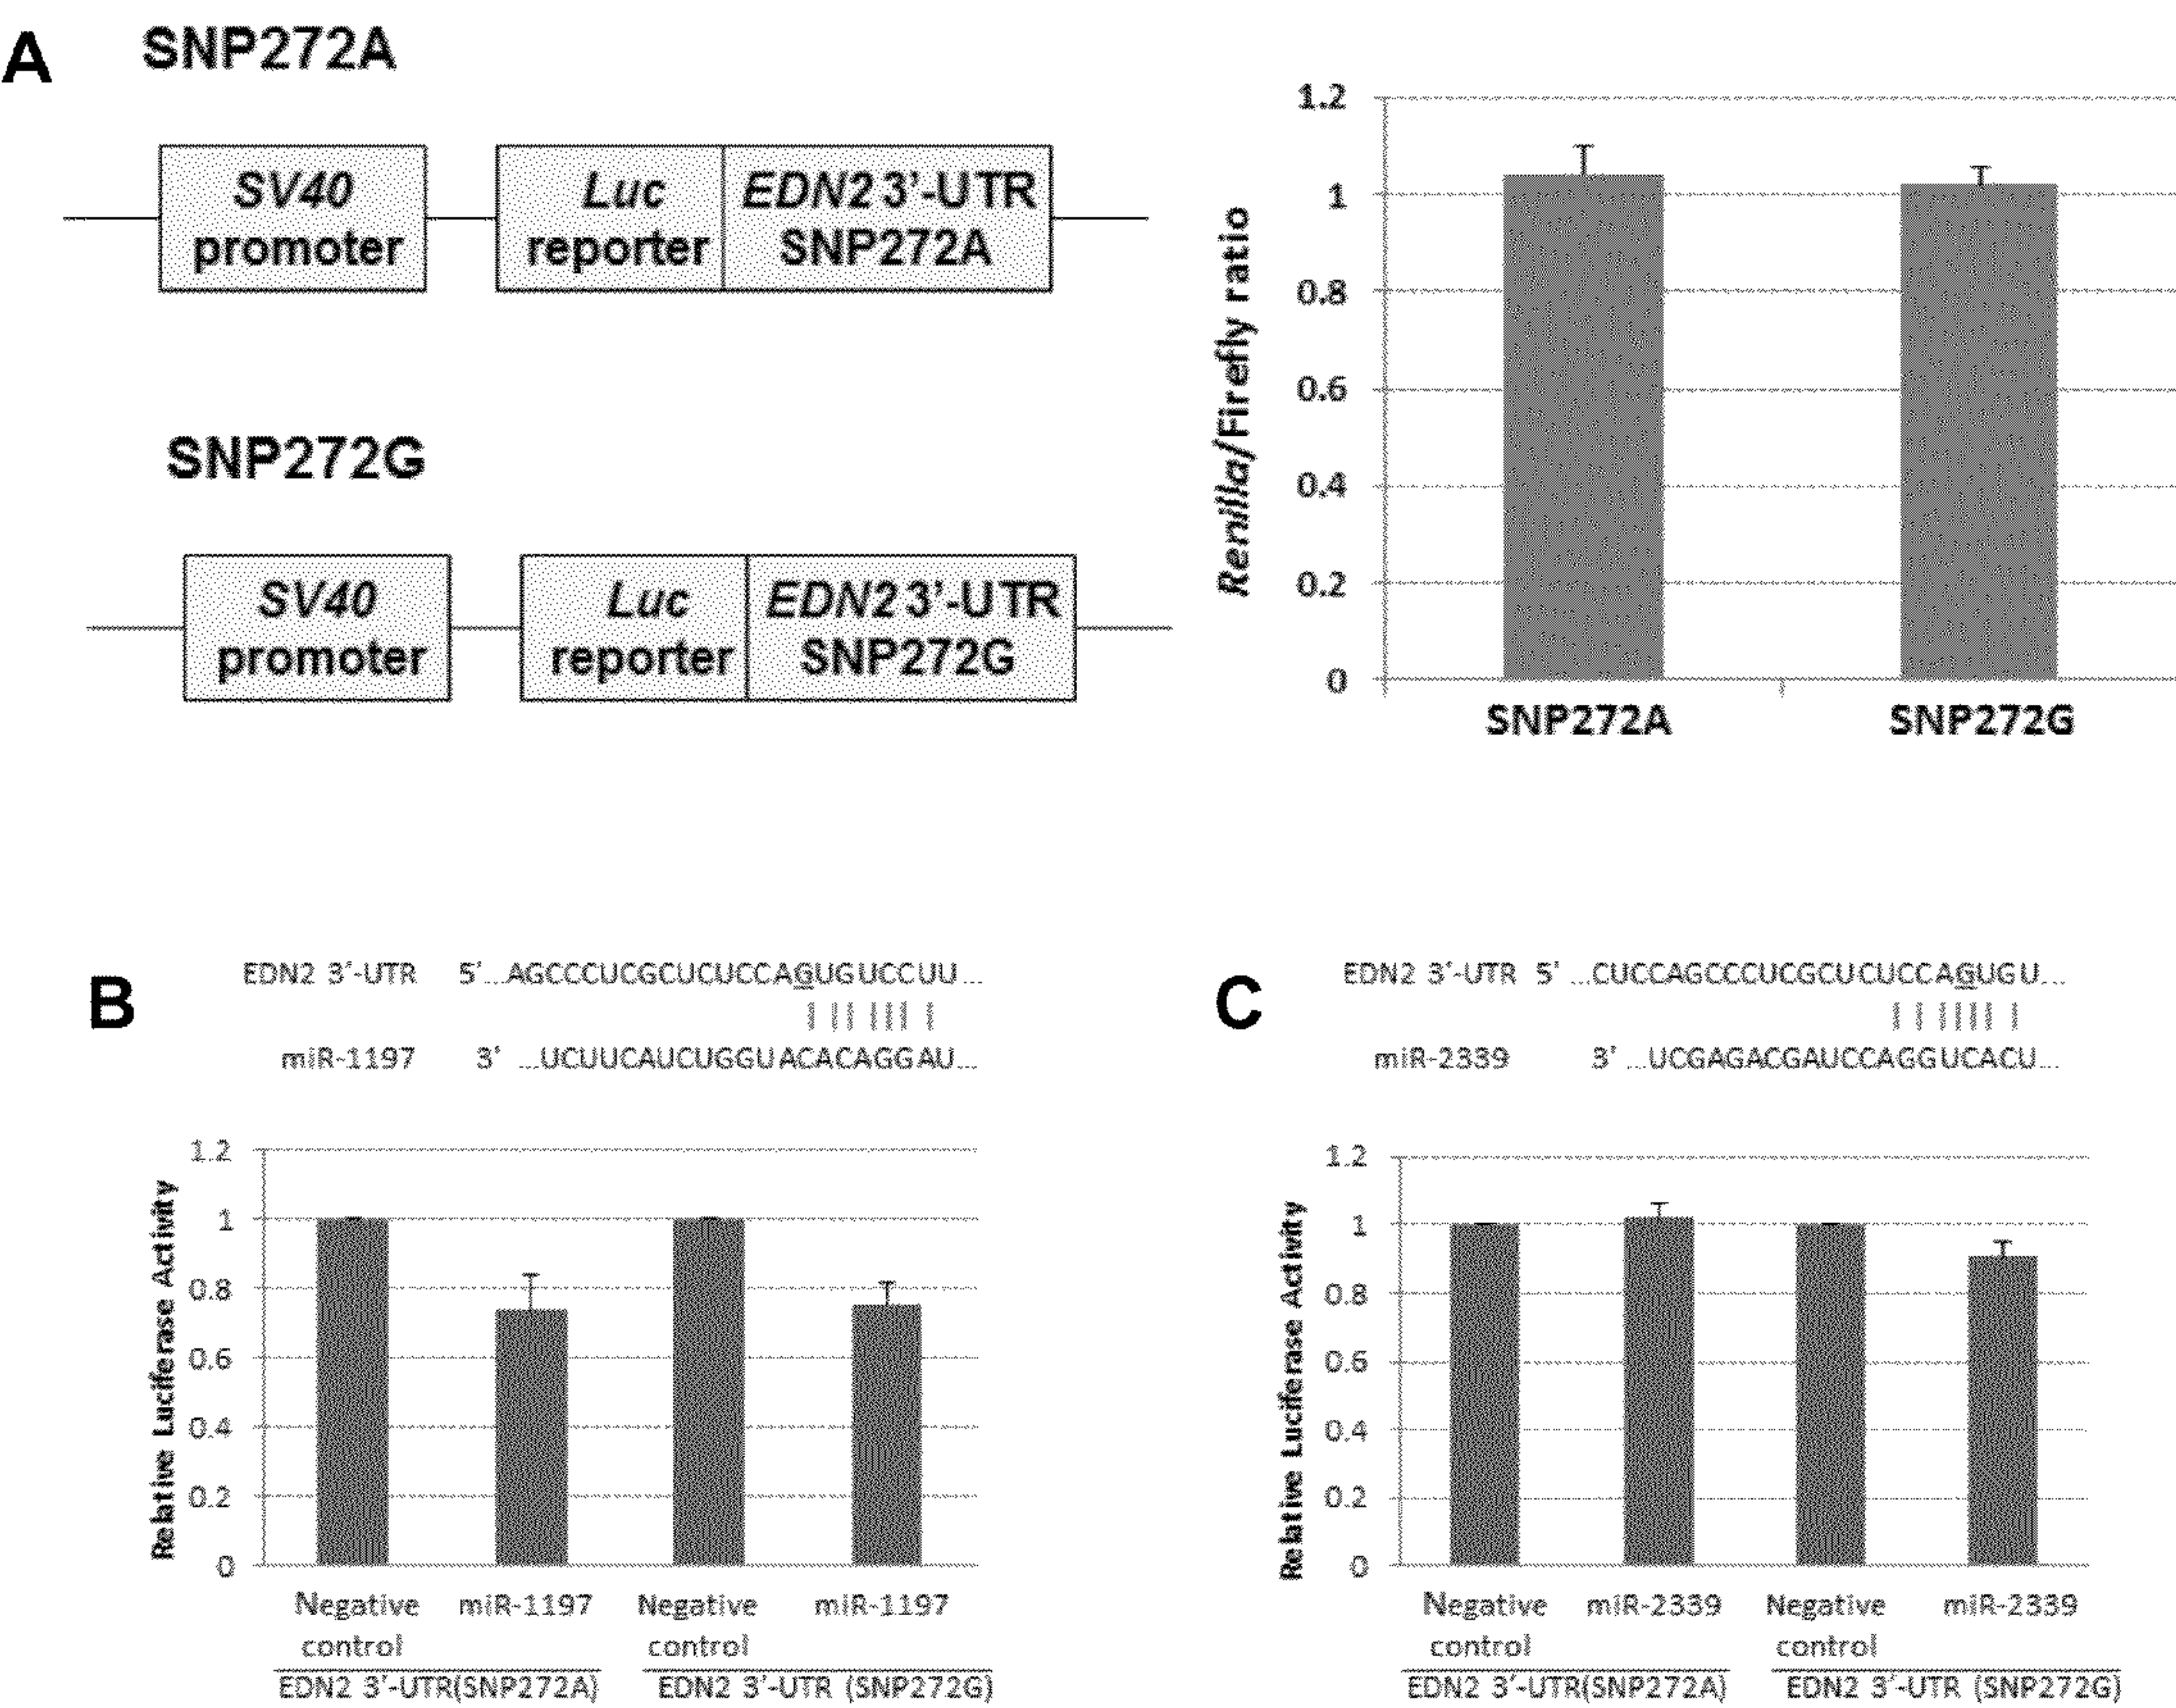 A
SNP272A
SV40
promoter
Luc
reporter
EDN2 3'-UTR
SNP272A
SNP272G
SV40
promoter
Luc
reporter
EDN2 3'-UTR
SNP272G
Renilla/Firefly ratio
1.2
1
0.8
0.6
0.4
0.2
0
SNP272A SNP272G
B
EDN2 3'-UTR 5'...AGCCCUCGCUCUCCAGUGUCCUU...
miR-1197 3' ...UCUUCAUCUGGUACACAGGAU...
Relative Luciferase Activity
1.2
1
0.8
0.6
0.4
0.2
0
Negative control miR-1197 Negative control miR-1197
EDN2 3'-UTR(SNP272A) EDN2 3'-UTR (SNP272G)
C
EDN2 3'-UTR 5' ...CUCCAGCCCUCGCUCUCCAGUGU...
miR-2339 3' ...UCGAGACGAUCCAGGUCACU...
Relative Luciferase Activity
1.2
1
0.8
0.6
0.4
0.2
0
Negative control miR-2339 Negative control miR-2339
EDN2 3'-UTR(SNP272A) EDN2 3'-UTR (SNP272G)